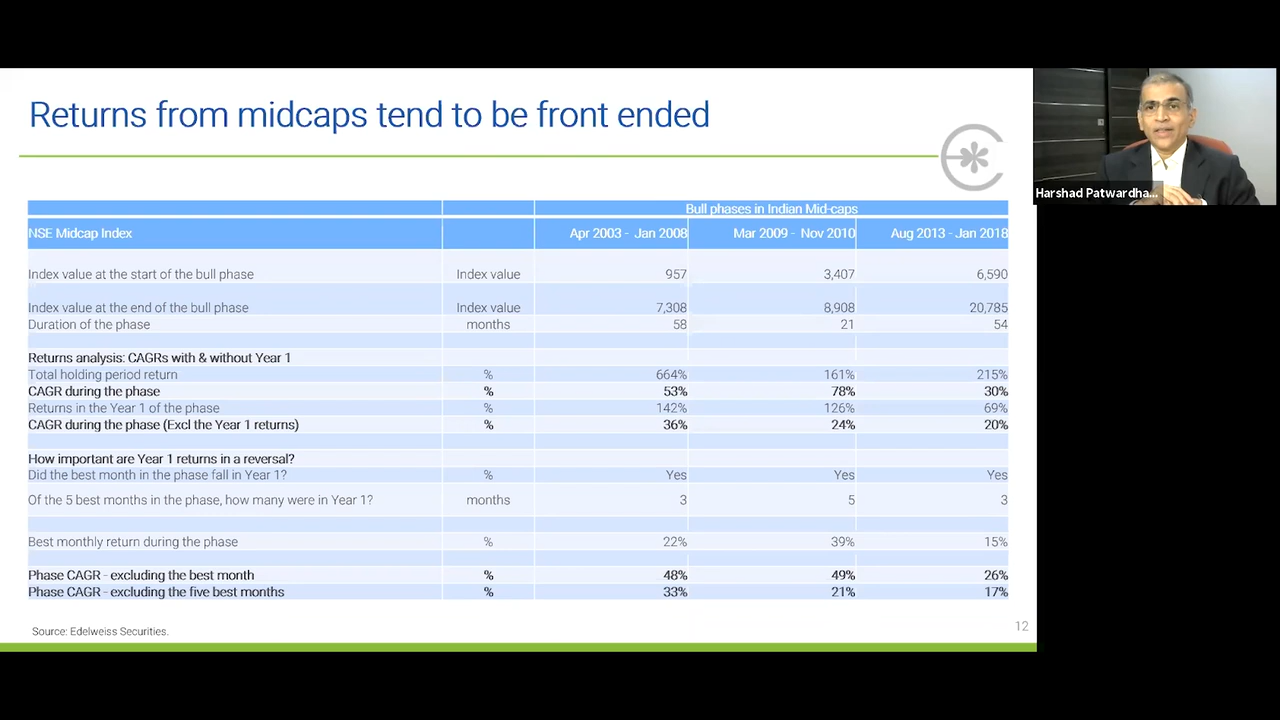 Returns from midcaps tend to be front ended
Harshad Patwardha...
Bull phases in Indian Mid-caps
NSE Midcap Index Apr 2003 - Jan 2008 Mar 2009 - Nov 2010 Aug 2013 - Jan 2018
Index value at the start of the bull phase Index value 957 3,407 6,590
Index value at the end of the bull phase Index value 7,308 8,908 20,785
Duration of the phase months 58 21 54
Returns analysis: CAGRs with & without Year 1
Total holding period return % 664% 161% 215%
CAGR during the phase % 53% 78% 30%
Returns in the Year 1 of the phase % 142% 126% 69%
CAGR during the phase (Excl the Year 1 returns) % 36% 24% 20%
How important are Year 1 returns in a reversal?
Did the best month in the phase fall in Year 1? % Yes Yes Yes
Of the 5 best months in the phase, how many were in Year 1? months 3 5 3
Best monthly return during the phase % 22% 39% 15%
Phase CAGR - excluding the best month % 48% 49% 26%
Phase CAGR - excluding the five best months % 33% 21% 17%
Source: Edelweiss Securities.
12